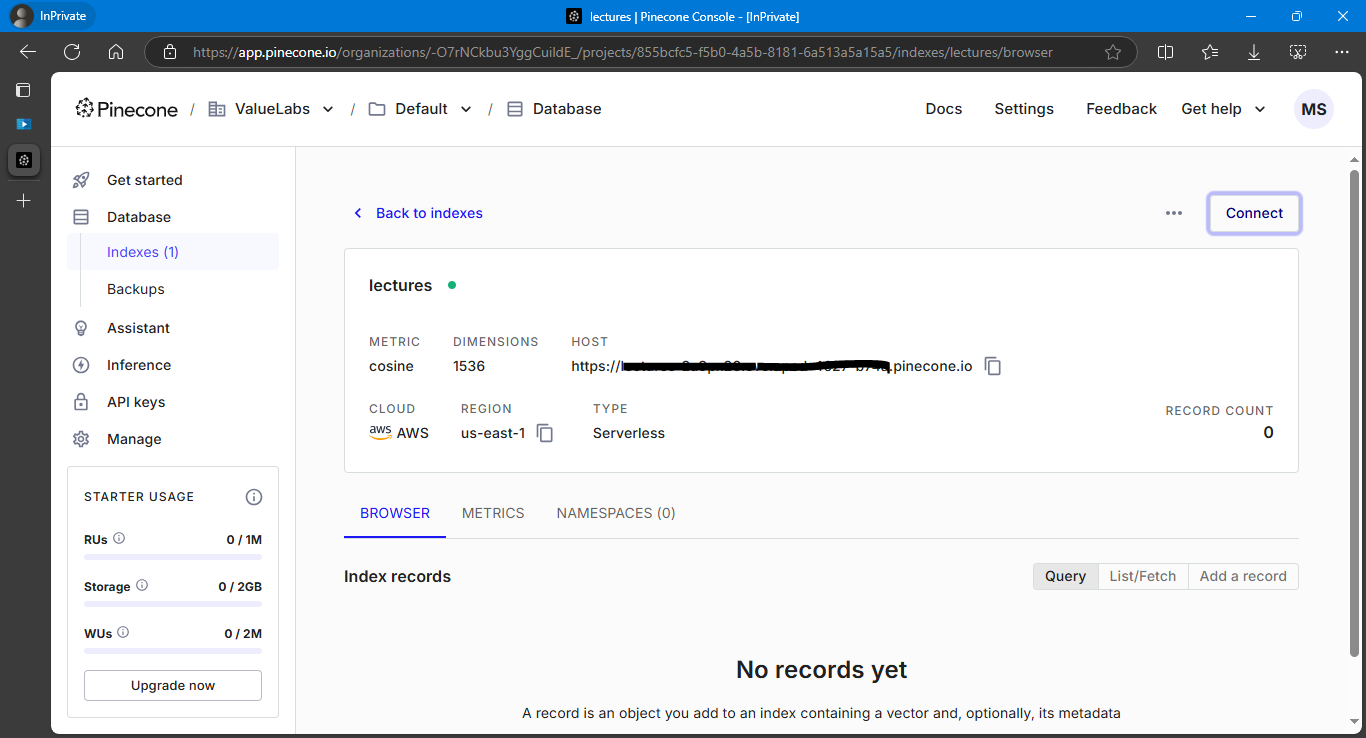 InPrivate
lectures | Pinecone Console - [InPrivate]
https://app.pinecone.io/organizations/-O7rNCkbu3YggCuildE_/projects/855bcfc5-f5b0-4a5b-8181-6a513a5a15a5/indexes/lectures/browser
Pinecone / ValueLabs / Default / Database
Docs Settings Feedback Get help MS
Get started
Database
Indexes (1)
Backups
Assistant
Inference
API keys
Manage
STARTER USAGE
RUs 0 / 1M
Storage 0 / 2GB
WUs 0 / 2M
Upgrade now
Back to indexes
Connect
lectures
METRIC DIMENSIONS HOST
cosine 1536 https:// .pinecone.io
CLOUD REGION TYPE RECORD COUNT
aws AWS us-east-1 Serverless 0
BROWSER METRICS NAMESPACES (0)
Index records Query List/Fetch Add a record
No records yet
A record is an object you add to an index containing a vector and, optionally, its metadata